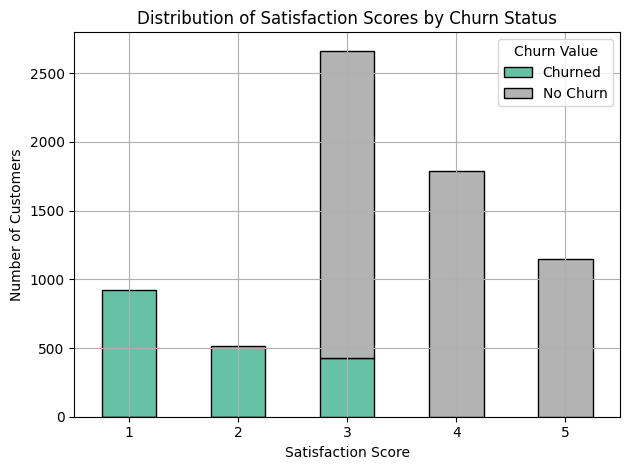 Distribution of Satisfaction Scores by Churn Status
Number of Customers
2500
2000
1500
1000
500
0
Churn Value
Churned
No Churn
1 2 3 4 5
Satisfaction Score